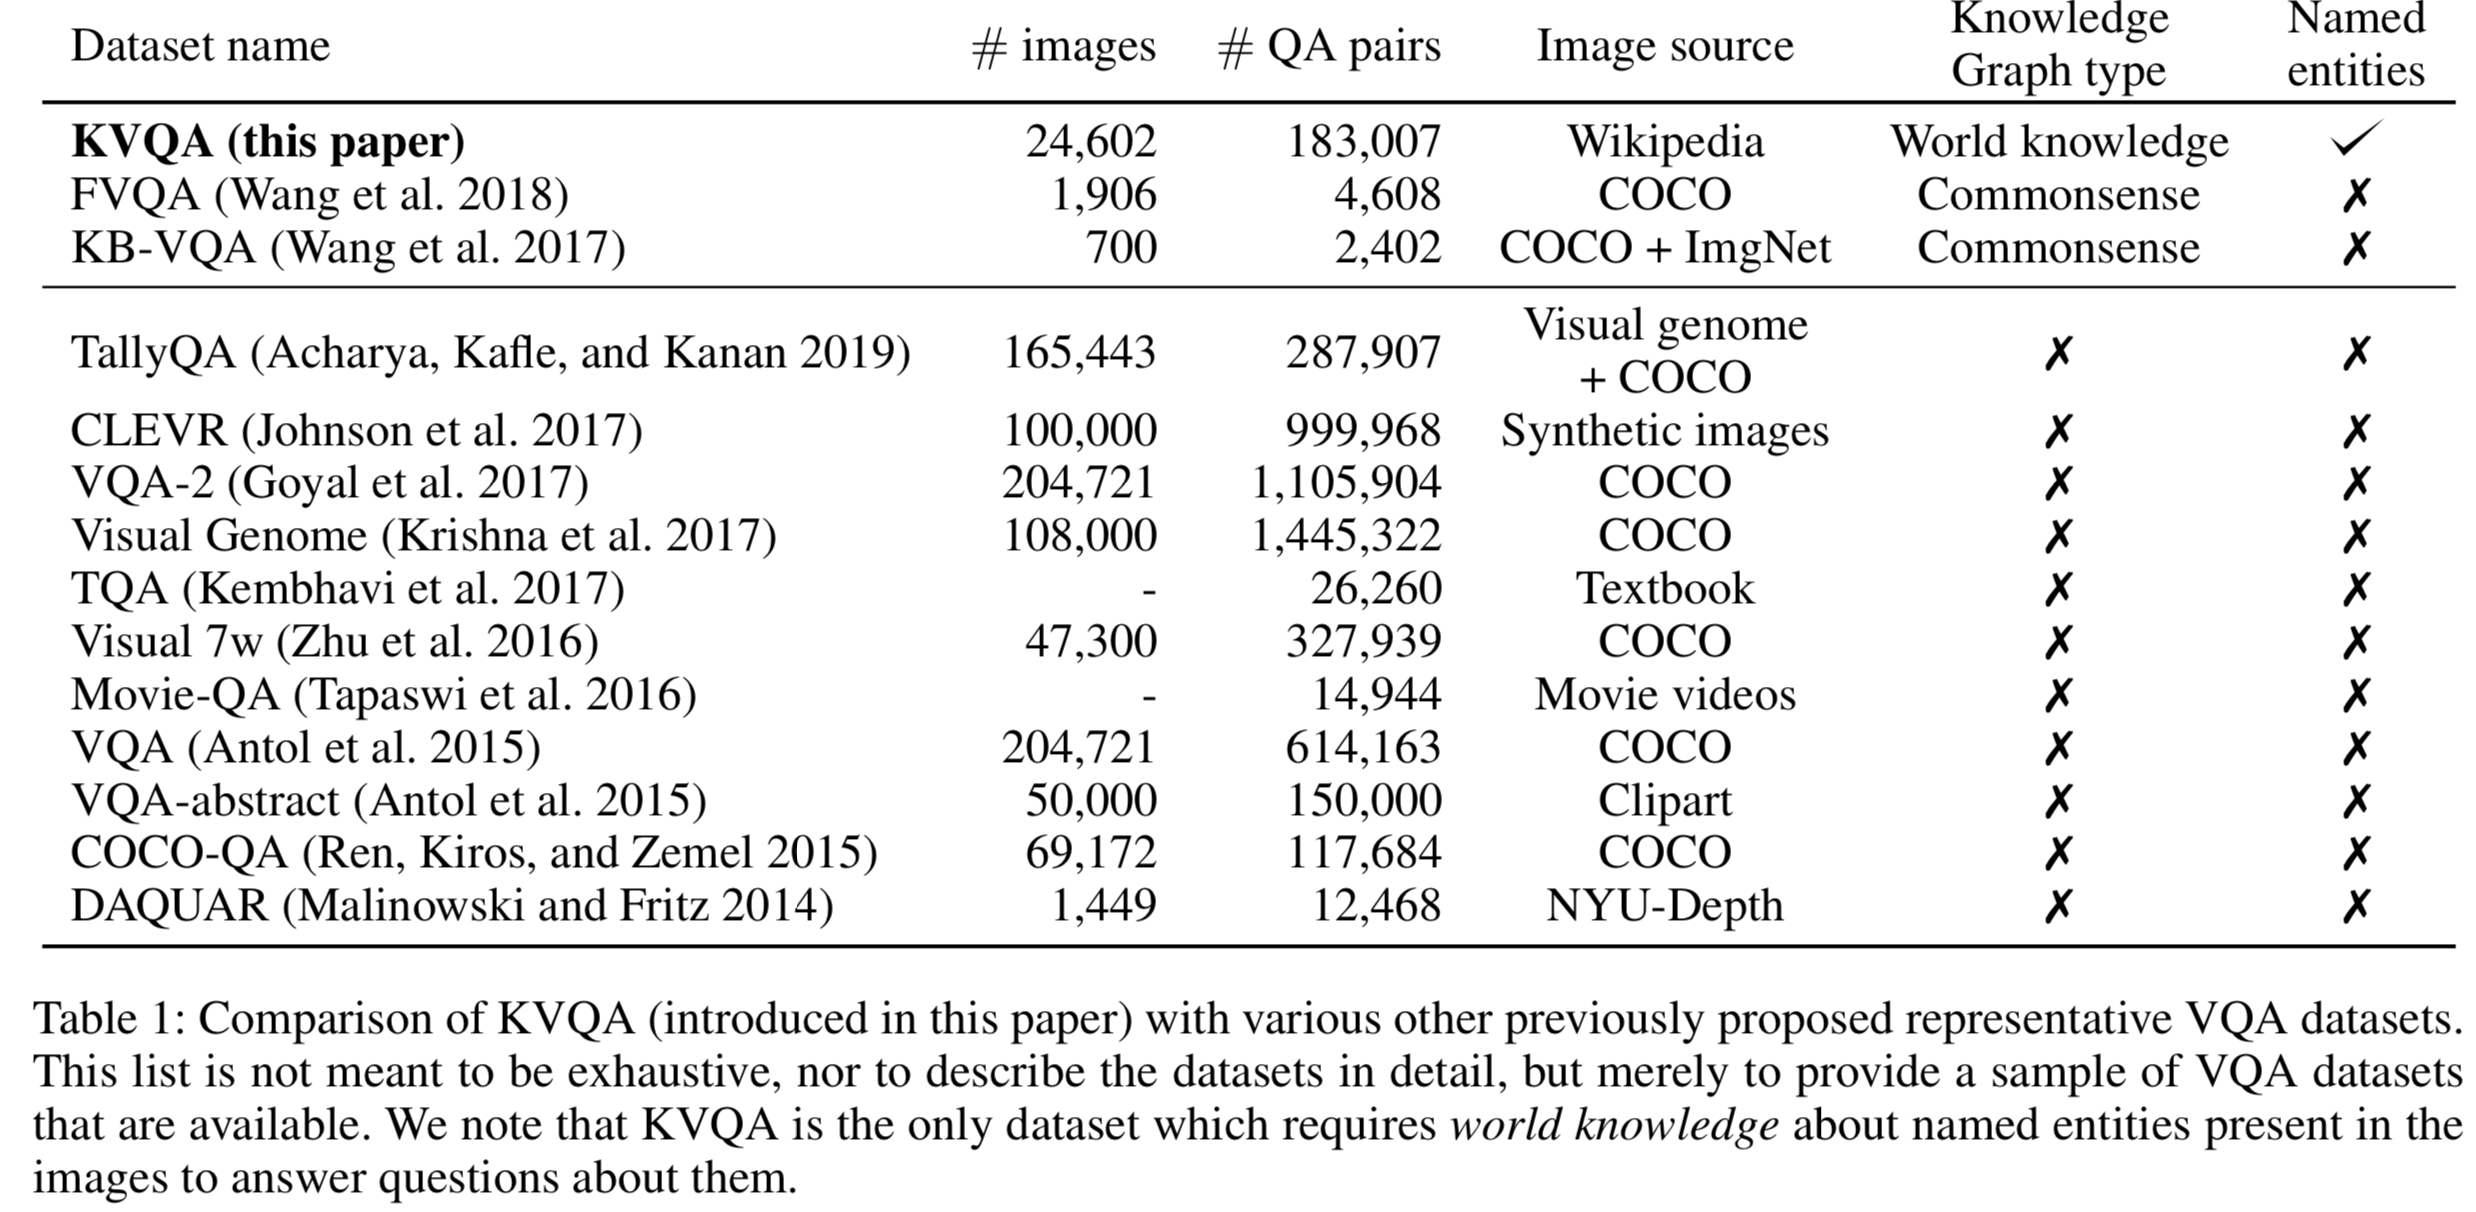 Dataset name # images # QA pairs Image source Knowledge Graph type Named entities
KVQA (this paper) 24,602 183,007 Wikipedia World knowledge ✓
FVQA (Wang et al. 2018) 1,906 4,608 COCO Commonsense ✗
KB-VQA (Wang et al. 2017) 700 2,402 COCO + ImgNet Commonsense ✗
TallyQA (Acharya, Kafle, and Kanan 2019) 165,443 287,907 Visual genome + COCO ✗ ✗
CLEVR (Johnson et al. 2017) 100,000 999,968 Synthetic images ✗ ✗
VQA-2 (Goyal et al. 2017) 204,721 1,105,904 COCO ✗ ✗
Visual Genome (Krishna et al. 2017) 108,000 1,445,322 COCO ✗ ✗
TQA (Kembhavi et al. 2017) - 26,260 Textbook ✗ ✗
Visual 7w (Zhu et al. 2016) 47,300 327,939 COCO ✗ ✗
Movie-QA (Tapaswi et al. 2016) - 14,944 Movie videos ✗ ✗
VQA (Antol et al. 2015) 204,721 614,163 COCO ✗ ✗
VQA-abstract (Antol et al. 2015) 50,000 150,000 Clipart ✗ ✗
COCO-QA (Ren, Kiros, and Zemel 2015) 69,172 117,684 COCO ✗ ✗
DAQUAR (Malinowski and Fritz 2014) 1,449 12,468 NYU-Depth ✗ ✗
Table 1: Comparison of KVQA (introduced in this paper) with various other previously proposed representative VQA datasets.
This list is not meant to be exhaustive, nor to describe the datasets in detail, but merely to provide a sample of VQA datasets
that are available. We note that KVQA is the only dataset which requires world knowledge about named entities present in the
images to answer questions about them.